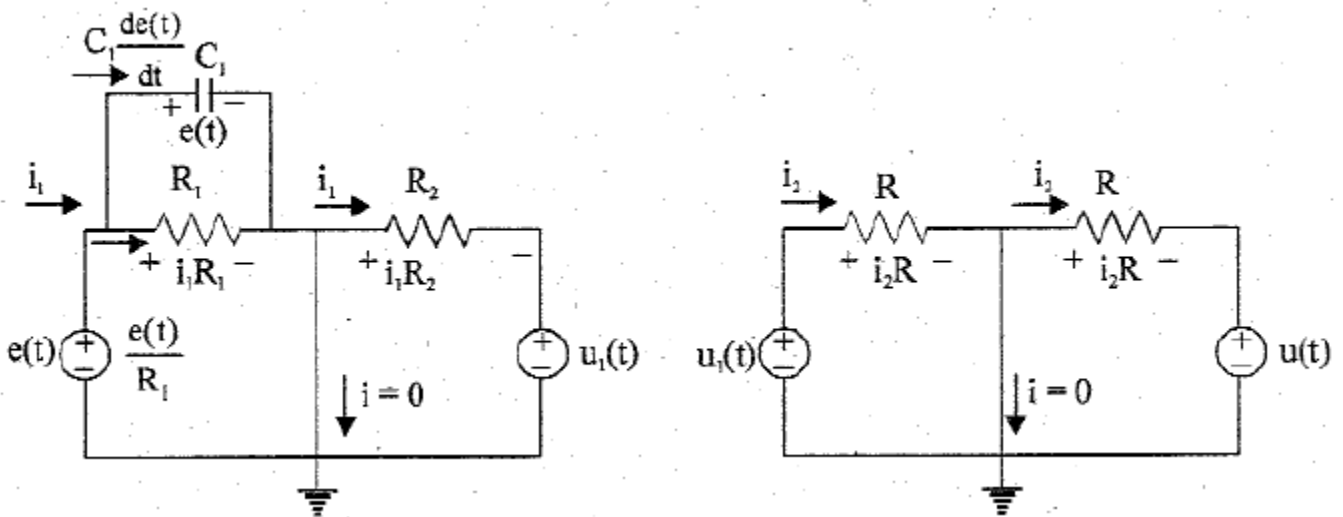 C₁ de(t)
dt
C₁
+ −
e(t)
i₁
R₁
i₁
R₂
+ i₁R₁ −
+ i₁R₂ −
e(t)
+
−
e(t)
R₁
i = 0
+
−
u₁(t)
i₂
R
i₂
R
+ i₂R −
+ i₂R −
u₁(t)
+
−
i = 0
+
−
u(t)